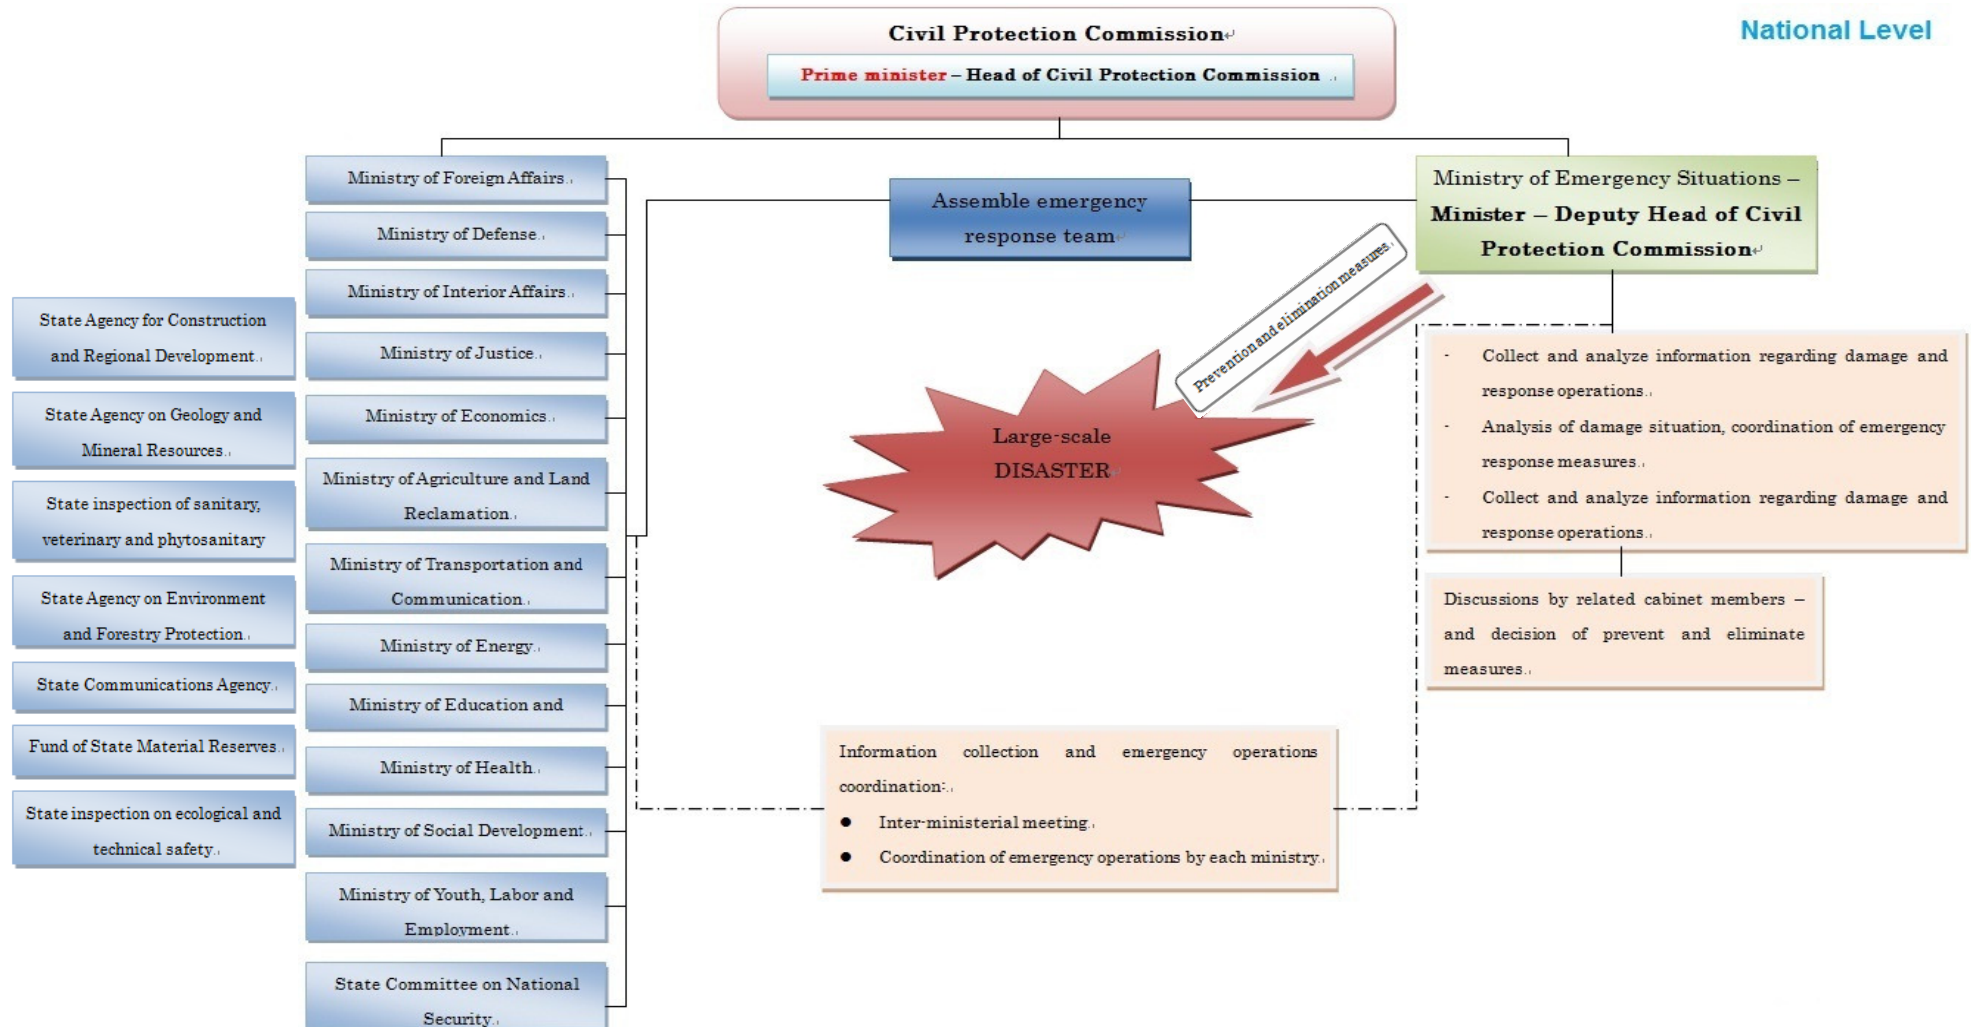 Civil Protection Commission
National Level
Prime minister – Head of Civil Protection Commission
Ministry of Foreign Affairs
Ministry of Defense
Ministry of Interior Affairs
Ministry of Justice
Ministry of Economics
Ministry of Agriculture and Land
Reclamation
Ministry of Transportation and
Communication
Ministry of Energy
Ministry of Education and
Ministry of Health
Ministry of Social Development
Ministry of Youth, Labor and
Employment
State Committee on National
Security
State Agency for Construction
and Regional Development
State Agency on Geology and
Mineral Resources
State inspection of sanitary,
veterinary and phytosanitary
State Agency on Environment
and Forestry Protection
State Communications Agency
Fund of State Material Reserves
State inspection on ecological and
technical safety
Assemble emergency
response team
Ministry of Emergency Situations –
Minister – Deputy Head of Civil
Protection Commission
Prevention and elimination measures
Large-scale
DISASTER
- Collect and analyze information regarding damage and
response operations.
- Analysis of damage situation, coordination of emergency
response measures.
- Collect and analyze information regarding damage and
response operations.
Discussions by related cabinet members –
and decision of prevent and eliminate
measures.
Information collection and emergency operations
coordination:
● Inter-ministerial meeting
● Coordination of emergency operations by each ministry